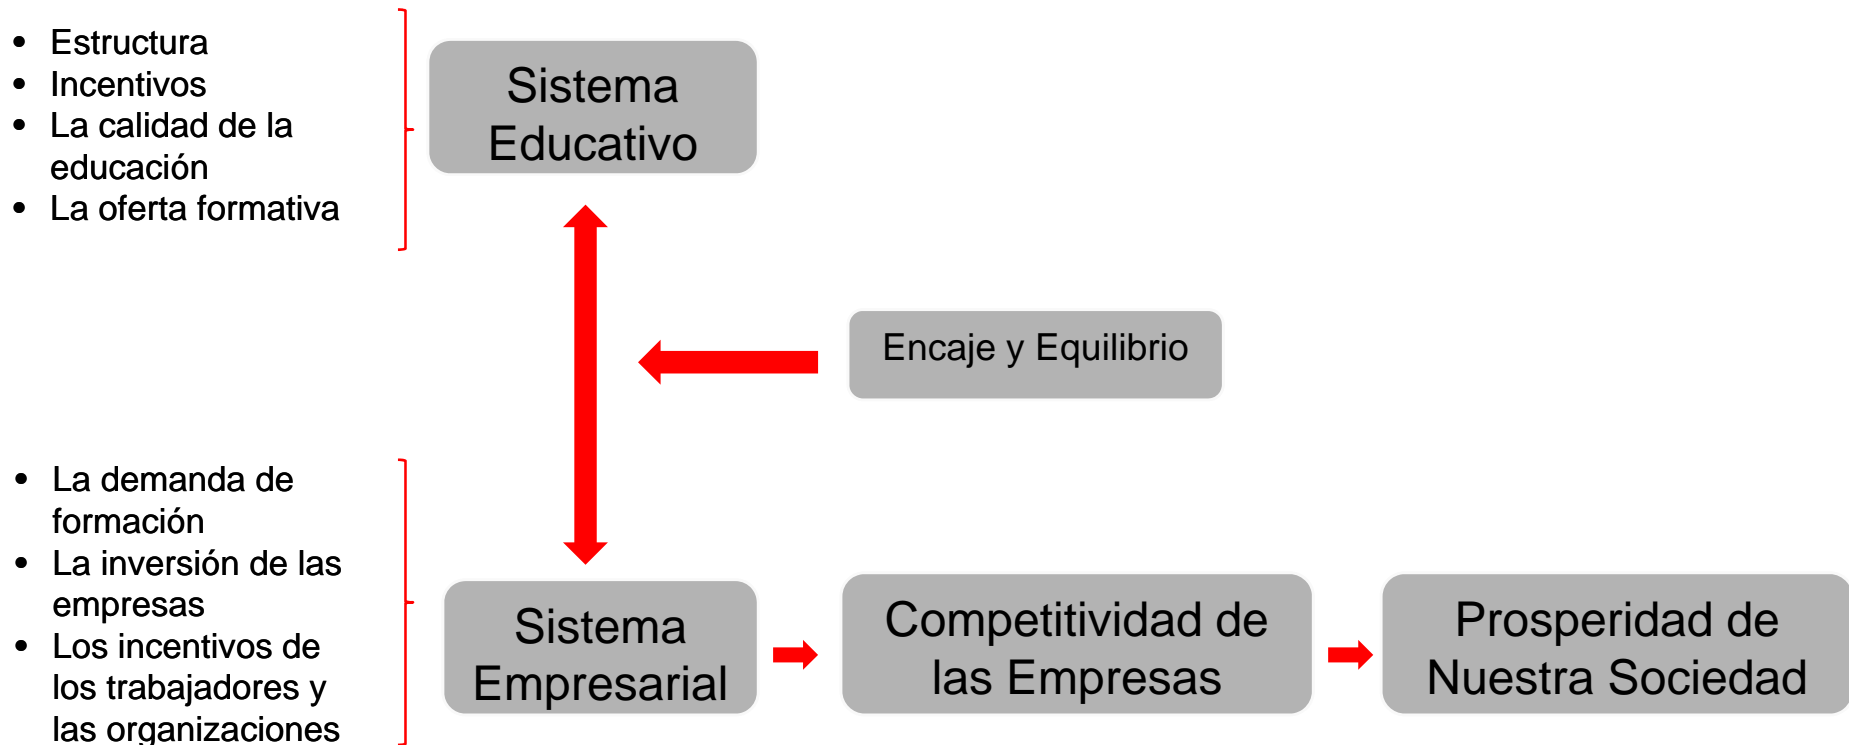 • Estructura
• Incentivos
• La calidad de la
educación
• La oferta formativa
Sistema
Educativo
Encaje y Equilibrio
• La demanda de
formación
• La inversión de las
empresas
• Los incentivos de
los trabajadores y
las organizaciones
Sistema
Empresarial
Competitividad de
las Empresas
Prosperidad de
Nuestra Sociedad